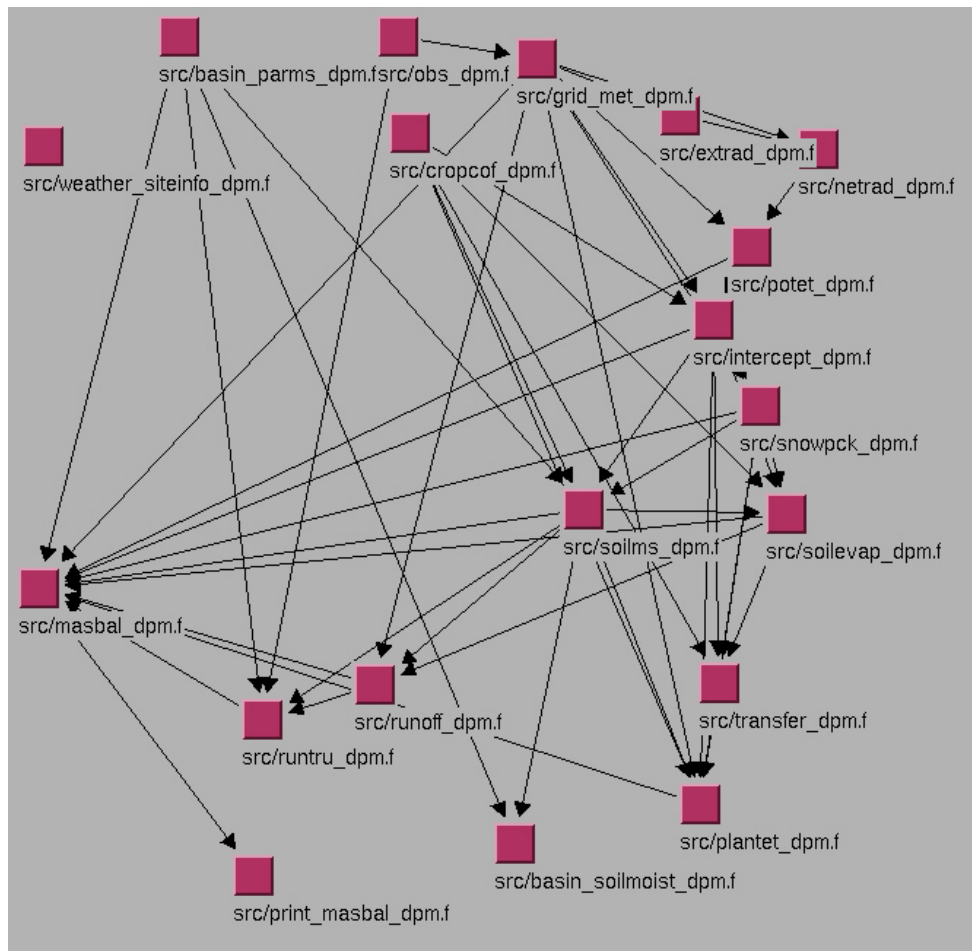 src/basin_parms_dpm.f
src/obs_dpm.f
src/grid_met_dpm.f
src/extrad_dpm.f
src/cropcof_dpm.f
src/weather_siteinfo_dpm.f
src/netrad_dpm.f
src/potet_dpm.f
src/intercept_dpm.f
src/snowpck_dpm.f
src/soilms_dpm.f
src/soilevap_dpm.f
src/masbal_dpm.f
src/transfer_dpm.f
src/runoff_dpm.f
src/runtru_dpm.f
src/plantet_dpm.f
src/basin_soilmoist_dpm.f
src/print_masbal_dpm.f